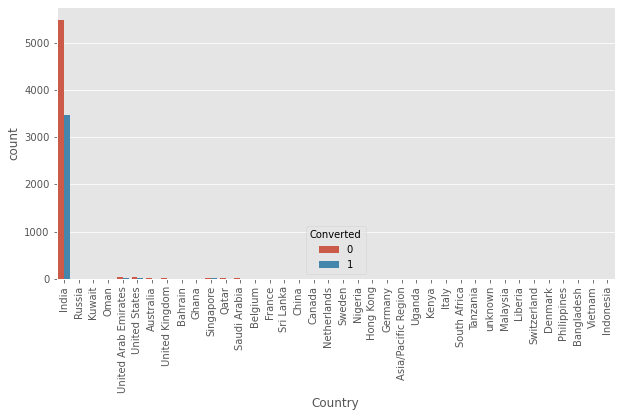 5000
4000
3000
2000
1000
0
count
Converted
0
1
India
Russia
Kuwait
Oman
United Arab Emirates
United States
Australia
United Kingdom
Bahrain
Ghana
Singapore
Qatar
Saudi Arabia
Belgium
France
Sri Lanka
China
Canada
Netherlands
Sweden
Nigeria
Hong Kong
Germany
Asia/Pacific Region
Uganda
Kenya
Italy
South Africa
Tanzania
unknown
Malaysia
Liberia
Switzerland
Denmark
Philippines
Bangladesh
Vietnam
Indonesia
Country